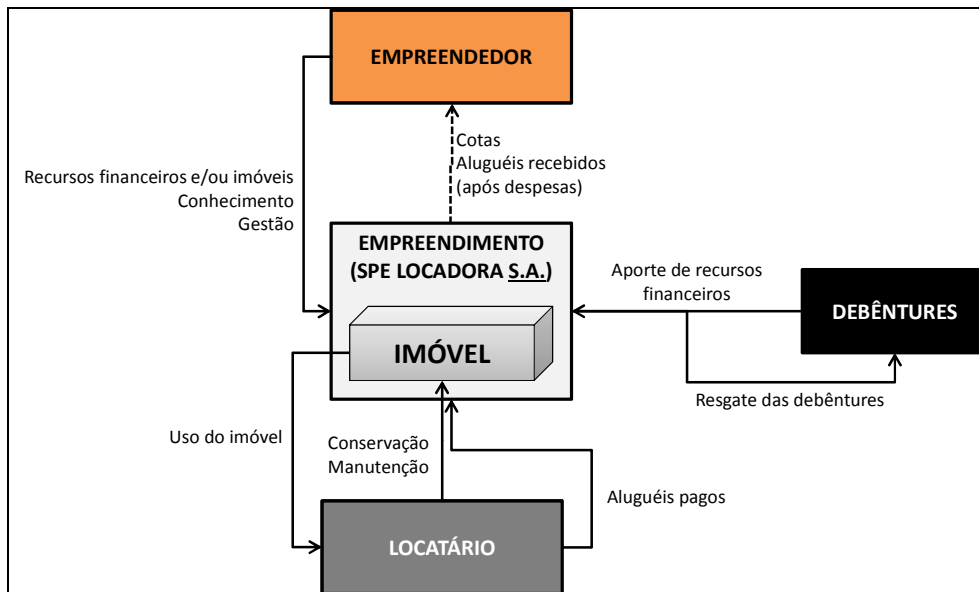 EMPREENDEDOR
Cotas
Aluguéis recebidos
(após despesas)
Recursos financeiros e/ou imóveis
Conhecimento
Gestão
EMPREENDIMENTO
(SPE LOCADORA S.A.)
IMÓVEL
Aporte de recursos
financeiros
DEBÊNTURES
Resgate das debêntures
Uso do imóvel
Conservação
Manutenção
Aluguéis pagos
LOCATÁRIO